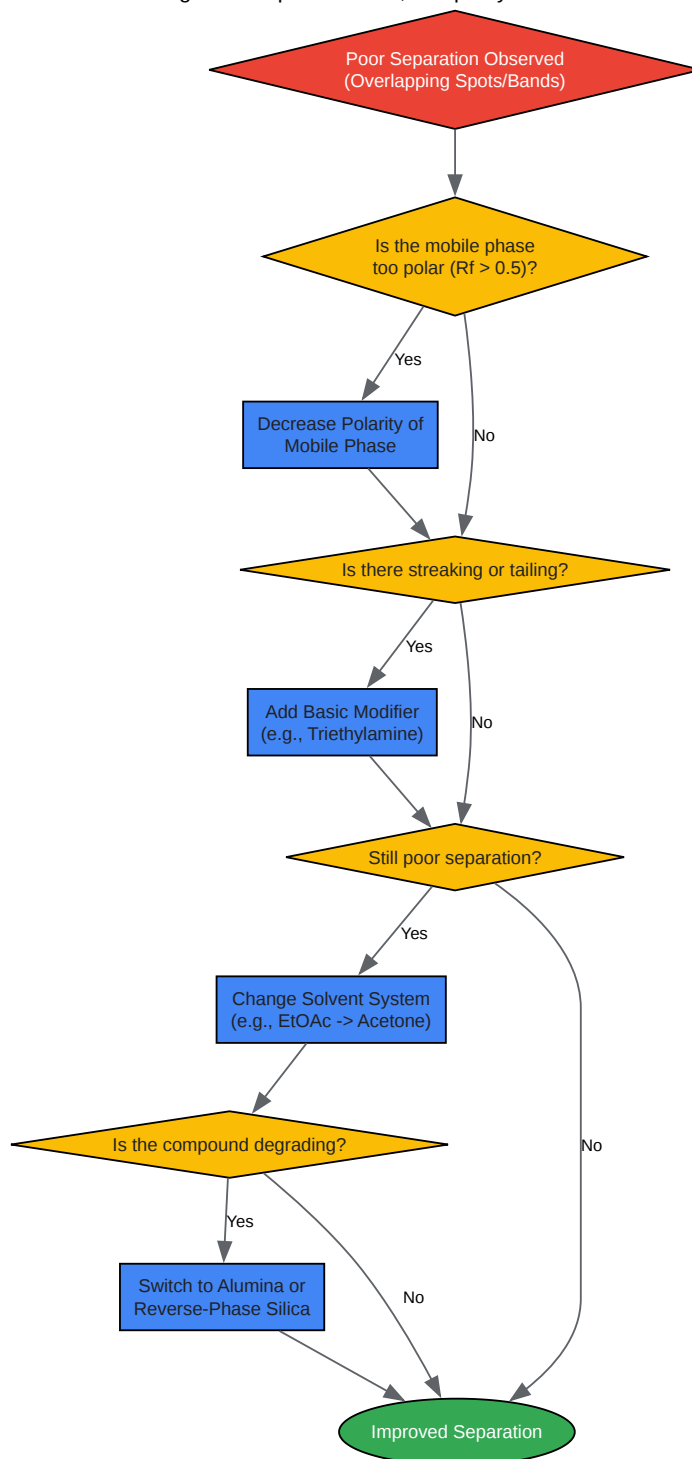 Poor Separation Observed
(Overlapping Spots/Bands)
Is the mobile phase
too polar (Rf > 0.5)?
Yes
Decrease Polarity of
Mobile Phase
No
Is there streaking or tailing?
Yes
Add Basic Modifier
(e.g., Triethylamine)
No
Still poor separation?
Yes
Change Solvent System
(e.g., EtOAc -> Acetone)
Is the compound degrading?
No
Yes
Switch to Alumina or
Reverse-Phase Silica
No
Improved Separation